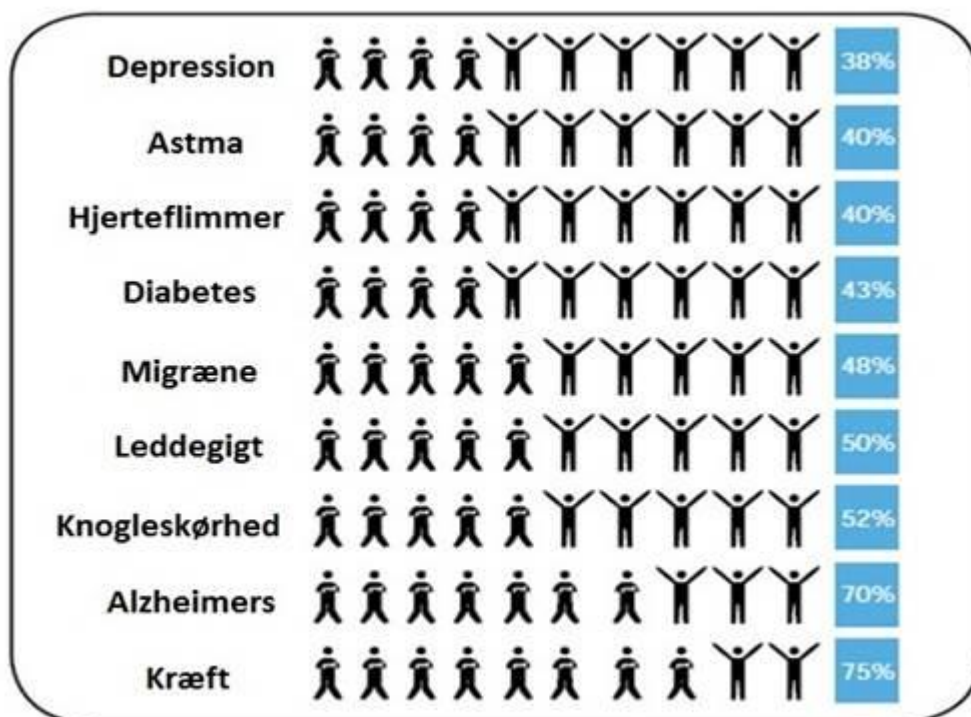 Depression 38%
Astma 40%
Hjerteflimmer 40%
Diabetes 43%
Migræne 48%
Leddegigt 50%
Knogleskørhed 52%
Alzheimers 70%
Kræft 75%